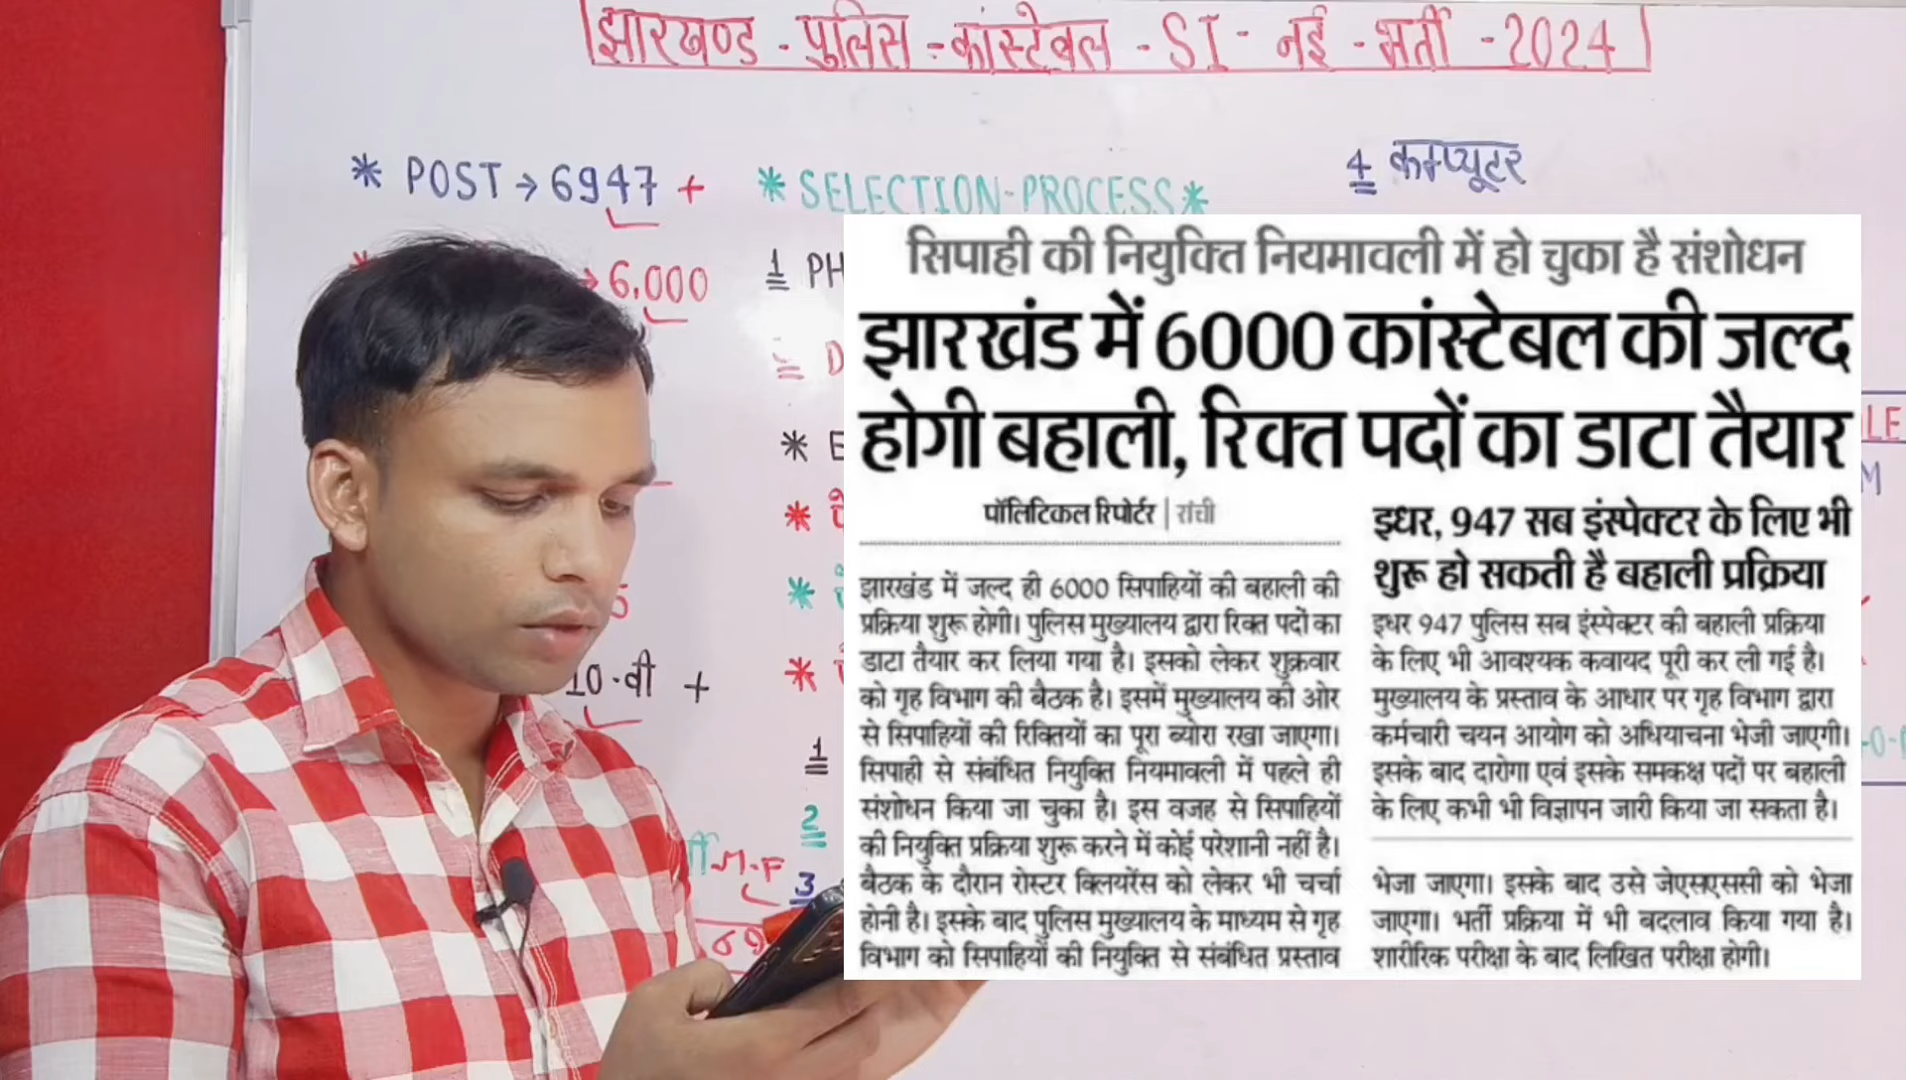 झारखण्ड - पुलिस - कांस्टेबल - SI - नई - भर्ती - 2024
* POST → 6947 +
→ 6,000
10 - वी +
M-F
* SELECTION-PROCESS *
1 PH
2
3
4 कम्प्यूटर
सिपाही की नियुक्ति नियमावली में हो चुका है संशोधन
झारखंड में 6000 कांस्टेबल की जल्द
होगी बहाली, रिक्त पदों का डाटा तैयार
पॉलिटिकल रिपोर्टर | रांची
झारखंड में जल्द ही 6000 सिपाहियों की बहाली की
प्रक्रिया शुरू होगी। पुलिस मुख्यालय द्वारा रिक्त पदों का
डाटा तैयार कर लिया गया है। इसको लेकर शुक्रवार
को गृह विभाग की बैठक है। इसमें मुख्यालय की ओर
से सिपाहियों की रिक्तियों का पूरा ब्योरा रखा जाएगा।
सिपाही से संबंधित नियुक्ति नियमावली में पहले ही
संशोधन किया जा चुका है। इस वजह से सिपाहियों
की नियुक्ति प्रक्रिया शुरू करने में कोई परेशानी नहीं है।
बैठक के दौरान रोस्टर क्लियरेंस को लेकर भी चर्चा
होनी है। इसके बाद पुलिस मुख्यालय के माध्यम से गृह
विभाग को सिपाहियों की नियुक्ति से संबंधित प्रस्ताव
इधर, 947 सब इंस्पेक्टर के लिए भी
शुरू हो सकती है बहाली प्रक्रिया
इधर 947 पुलिस सब इंस्पेक्टर की बहाली प्रक्रिया
के लिए भी आवश्यक कवायद पूरी कर ली गई है।
मुख्यालय के प्रस्ताव के आधार पर गृह विभाग द्वारा
कर्मचारी चयन आयोग को अधियाचना भेजी जाएगी।
इसके बाद दारोगा एवं इसके समकक्ष पदों पर बहाली
के लिए कभी भी विज्ञापन जारी किया जा सकता है।
भेजा जाएगा। इसके बाद उसे जेएसएससी को भेजा
जाएगा। भर्ती प्रक्रिया में भी बदलाव किया गया है।
शारीरिक परीक्षा के बाद लिखित परीक्षा होगी।